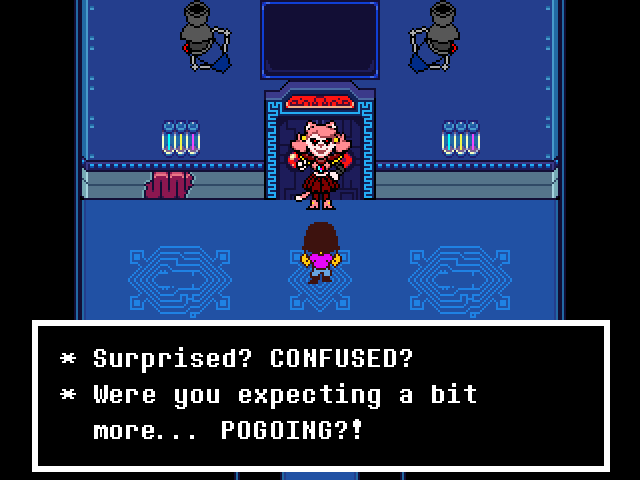 * Surprised? CONFUSED?
* Were you expecting a bit
more... POGOING?!